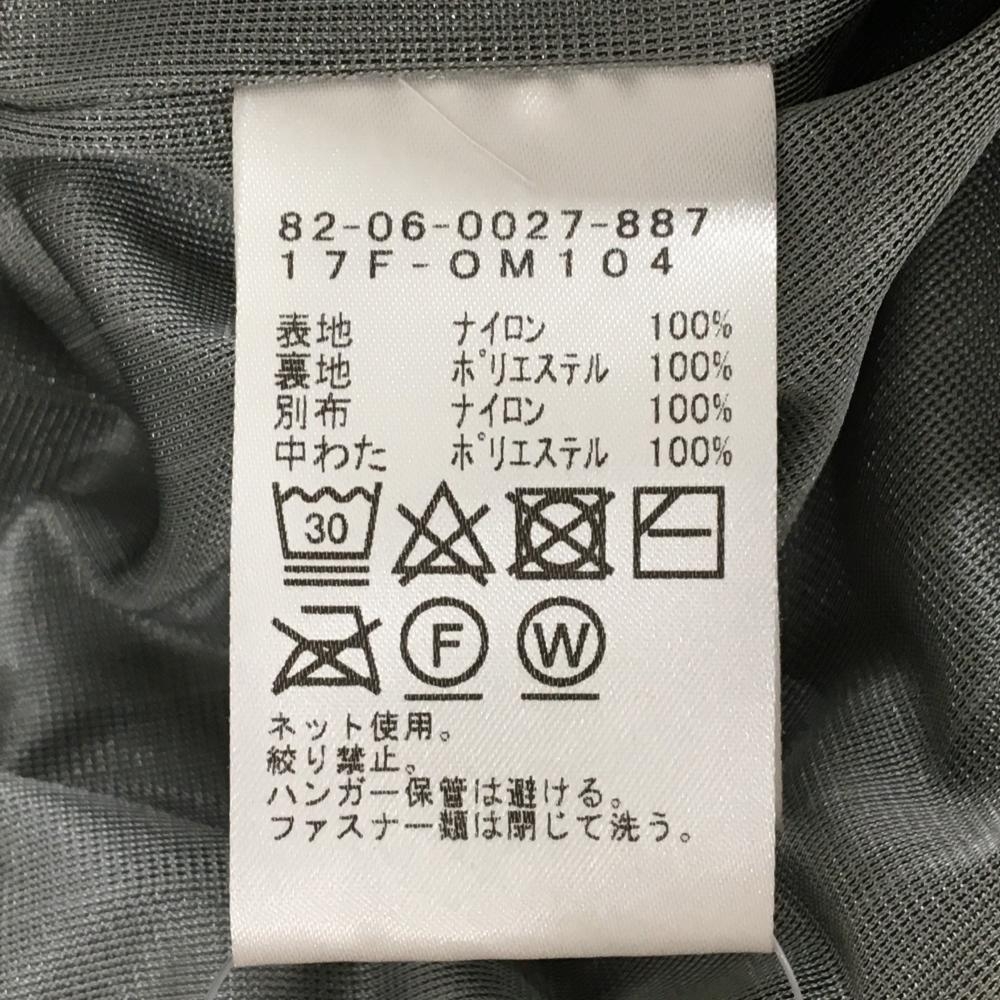 82-06-0027-887
17F-OM104
表地 ナイロン 100%
裏地 ポリエステル 100%
別布 ナイロン 100%
中わた ポリエステル 100%
30
F W
ネット使用。
絞り禁止。
ハンガー保管は避ける。
ファスナー類は閉じて洗う。